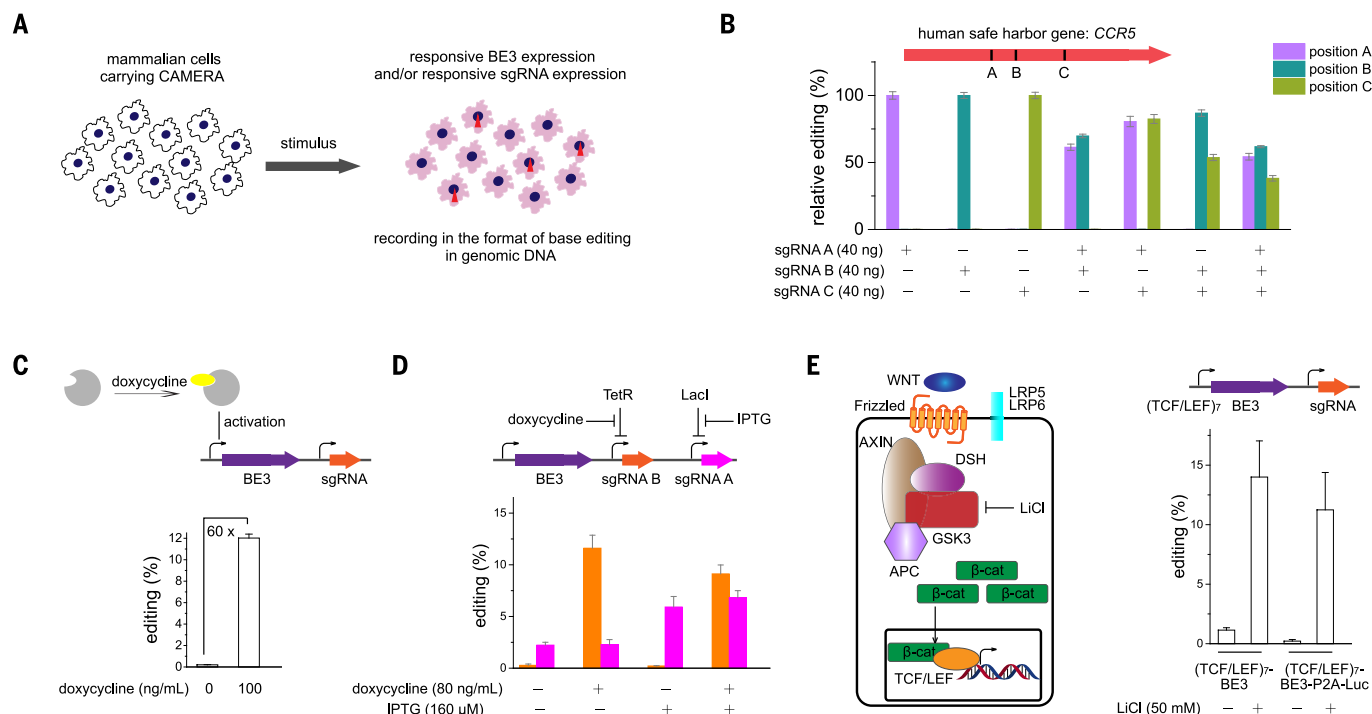 A
mammalian cells
carrying CAMERA
stimulus
responsive BE3 expression
and/or responsive sgRNA expression
recording in the format of base editing
in genomic DNA
B
human safe harbor gene: CCR5
A B C
position A
position B
position C
relative editing (%)
100
50
0
sgRNA A (40 ng) + – – + + – +
sgRNA B (40 ng) – + – + – + +
sgRNA C (40 ng) – – + – + + +
C
doxycycline
activation
BE3 sgRNA
60 x
editing (%)
12
10
8
6
4
2
0
doxycycline (ng/mL) 0 100
D
TetR LacI
doxycycline IPTG
BE3 sgRNA B sgRNA A
editing (%)
15
10
5
0
doxycycline (80 ng/mL) – + – +
IPTG (160 µM) – – + +
E
WNT
LRP5
LRP6
Frizzled
AXIN
DSH
LiCl
GSK3
APC
β-cat
β-cat β-cat
β-cat
TCF/LEF
(TCF/LEF)7 BE3 sgRNA
editing (%)
15
10
5
0
(TCF/LEF)7- (TCF/LEF)7-
BE3 BE3-P2A-Luc
LiCl (50 mM) – + – +